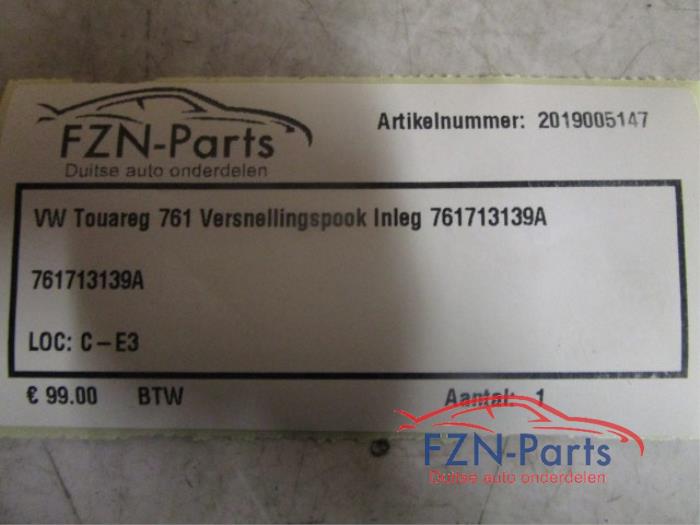 FZN-Parts
Duitse auto onderdelen
Artikelnummer: 2019005147
VW Touareg 761 Versnellingspook Inleg 761713139A
761713139A
LOC: C-E3
€ 99.00 BTW Aantal: 1
FZN-Parts
Duitse auto onderdelen